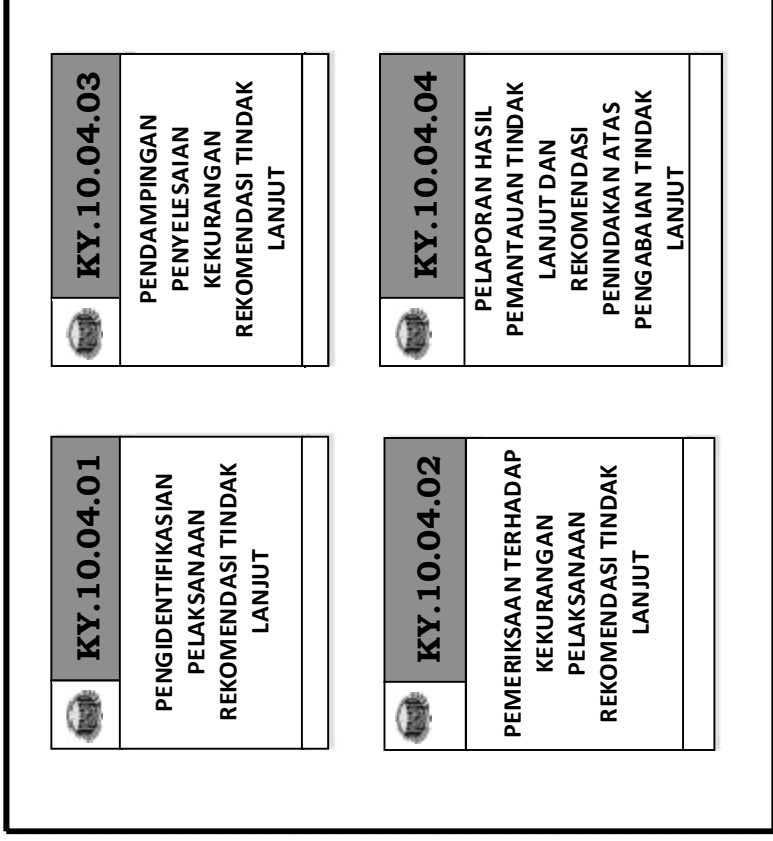 KY.10.04.01
PENGIDENTIFIKASIAN
PELAKSANAAN
REKOMENDASI TINDAK
LANJUT
KY.10.04.02
PEMERIKSAAN TERHADAP
KEKURANGAN
PELAKSANAAN
REKOMENDASI TINDAK
LANJUT
KY.10.04.03
PENDAMPINGAN
PENYELESAIAN
KEKURANGAN
REKOMENDASI TINDAK
LANJUT
KY.10.04.04
PELAPORAN HASIL
PEMANTAUAN TINDAK
LANJUT DAN
REKOMENDASI
PENINDAKAN ATAS
PENGABAIAN TINDAK
LANJUT